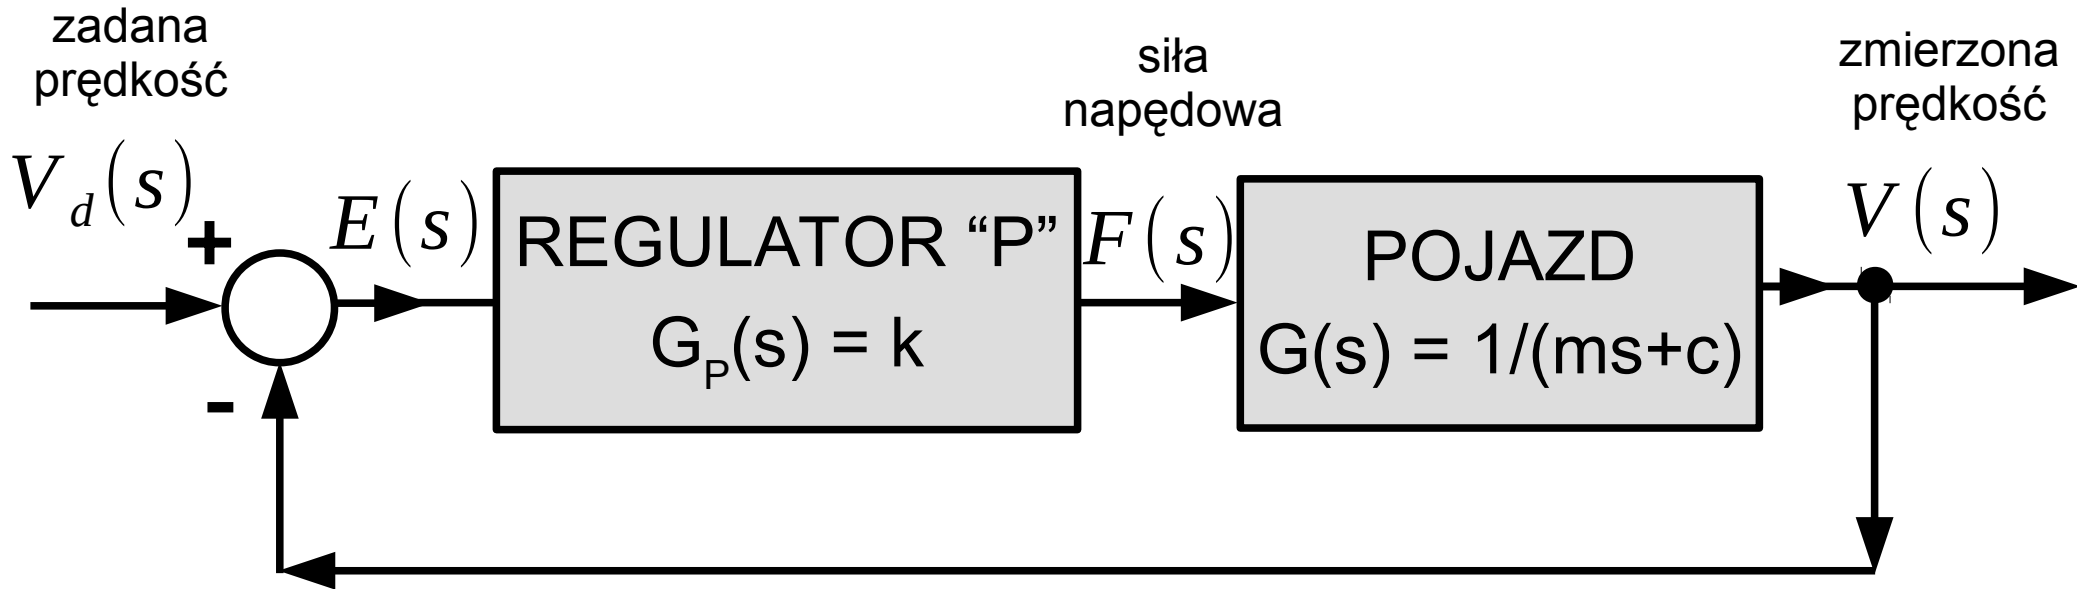 zadana
prędkość
siła
napędowa
zmierzona
prędkość
V_d(s)
+
E(s)
REGULATOR “P”
G_P(s) = k
F(s)
POJAZD
G(s) = 1/(ms+c)
V(s)
-